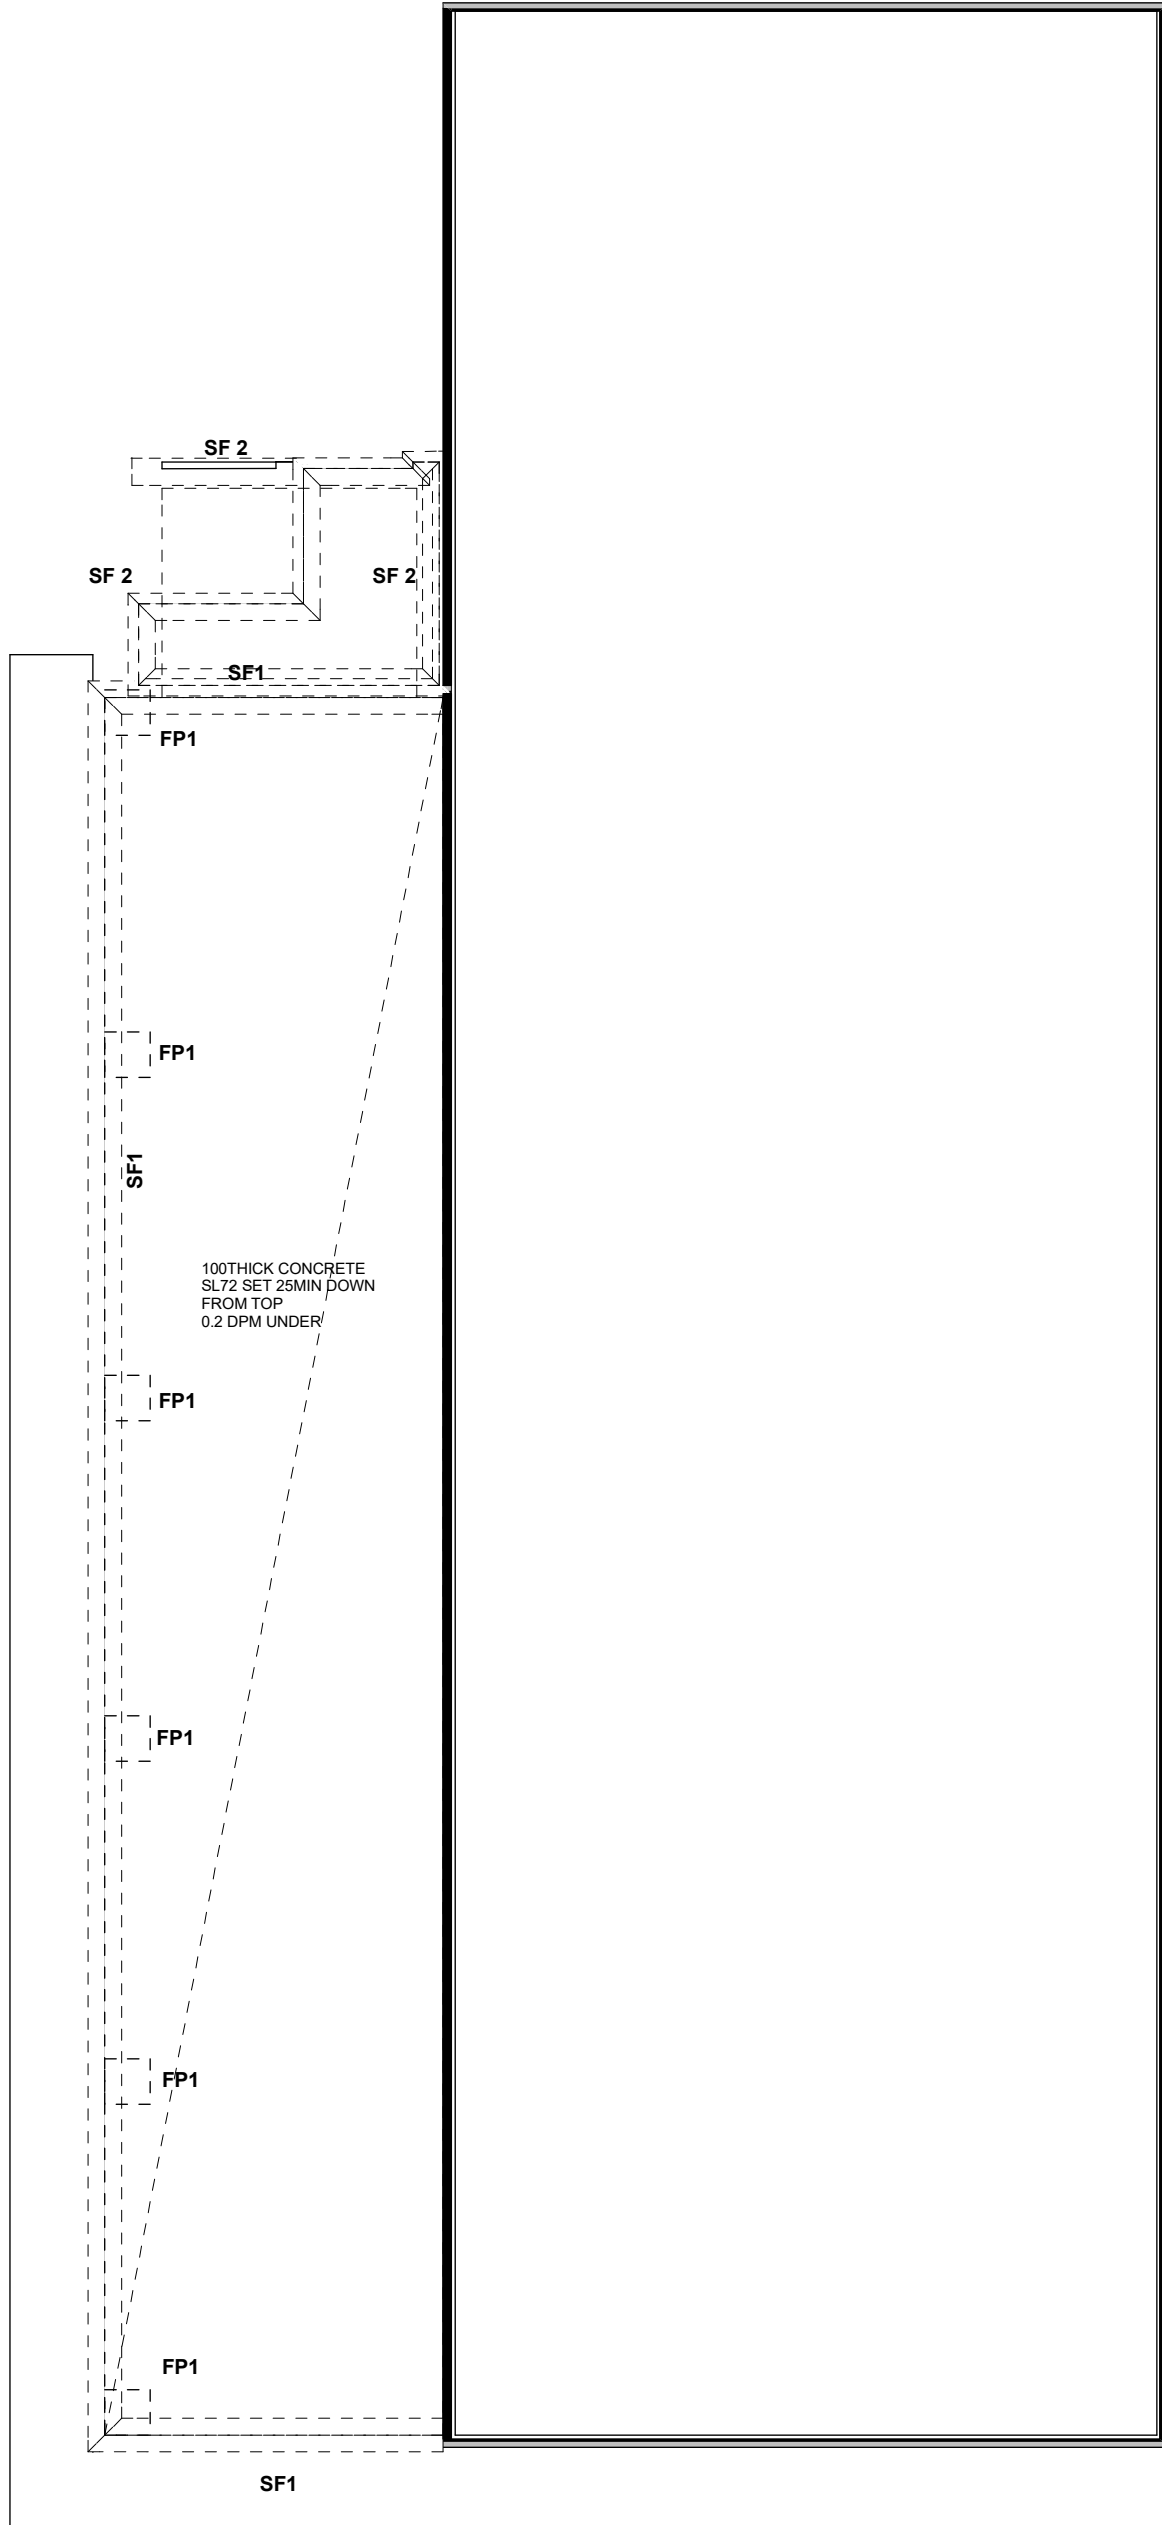 SF 2
SF 2
SF 2
SF1
FP1
FP1
SF1
100THICK CONCRETE
SL72 SET 25MIN DOWN
FROM TOP
0.2 DPM UNDER
FP1
FP1
FP1
FP1
SF1